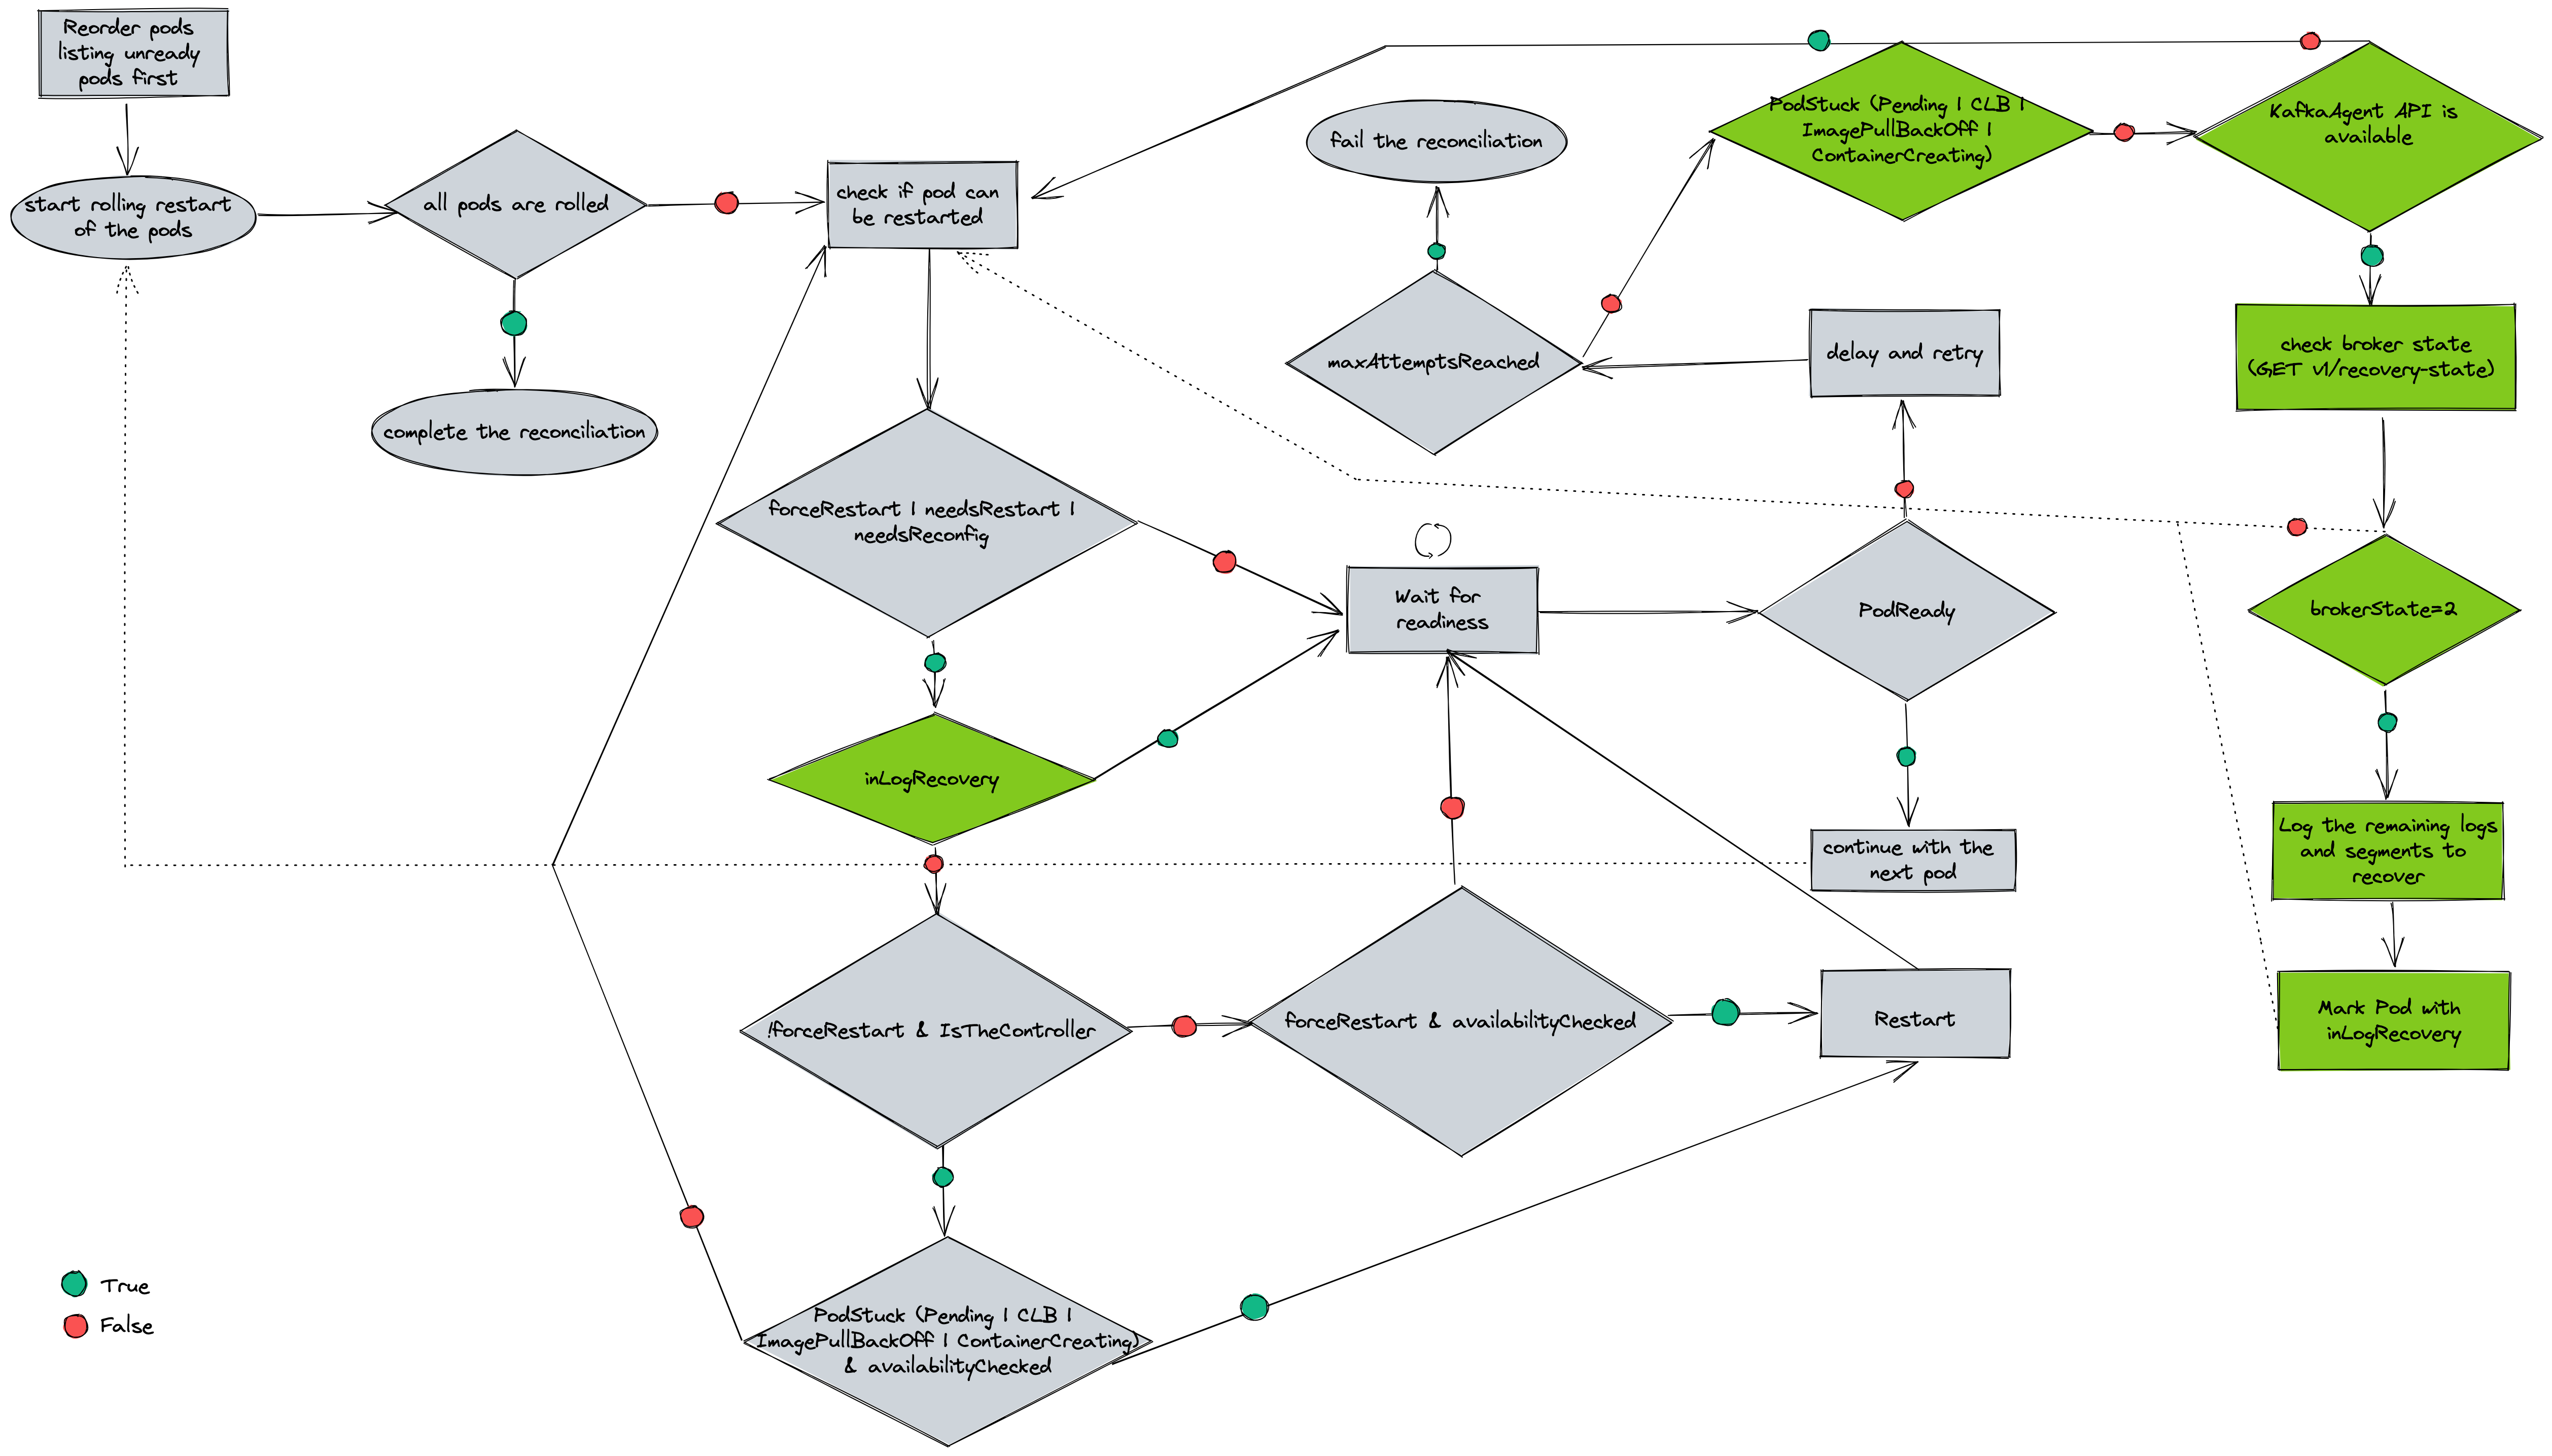 Reorder pods
listing unready
pods first
start rolling restart
of the pods
all pods are rolled
complete the reconciliation
check if pod can
be restarted
fail the reconciliation
maxAttemptsReached
PodStuck (Pending | CLB |
ImagePullBackOff |
ContainerCreating)
KafkaAgent API is
available
delay and retry
check broker state
(GET v1/recovery-state)
forceRestart | needsRestart |
needsReconfig
Wait for
readiness
PodReady
brokerState=2
inLogRecovery
continue with the
next pod
Log the remaining logs
and segments to
recover
!forceRestart & IsTheController
forceRestart & availabilityChecked
Restart
Mark Pod with
inLogRecovery
PodStuck (Pending | CLB |
ImagePullBackOff | ContainerCreating)
& availabilityChecked
True
False